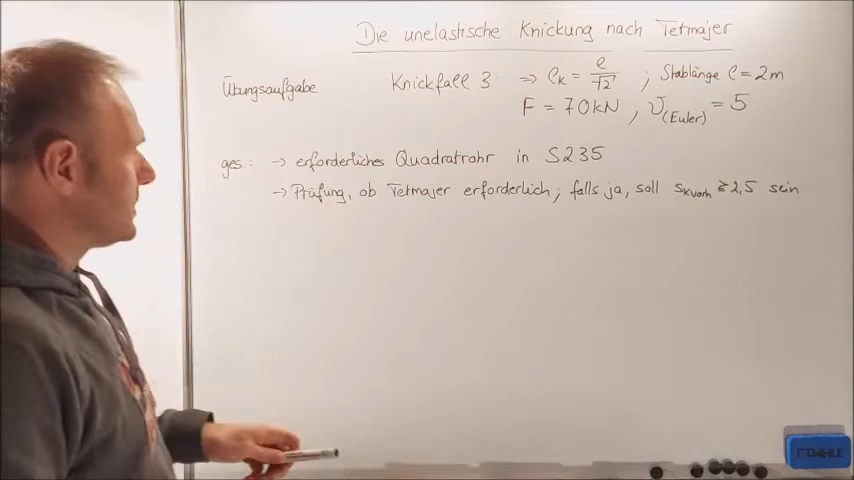 Die unelastische Knickung nach Tetmajer
Übungsaufgabe Knickfall 3 ⇒ lK = l/√2 ; Stablänge l = 2m
F = 70kN ; ν(Euler) = 5
ges.: → erforderliches Quadratrohr in S235
→ Prüfung, ob Tetmajer erforderlich ; falls ja, soll sKvorh ≥ 2,5 sein
DAHLE